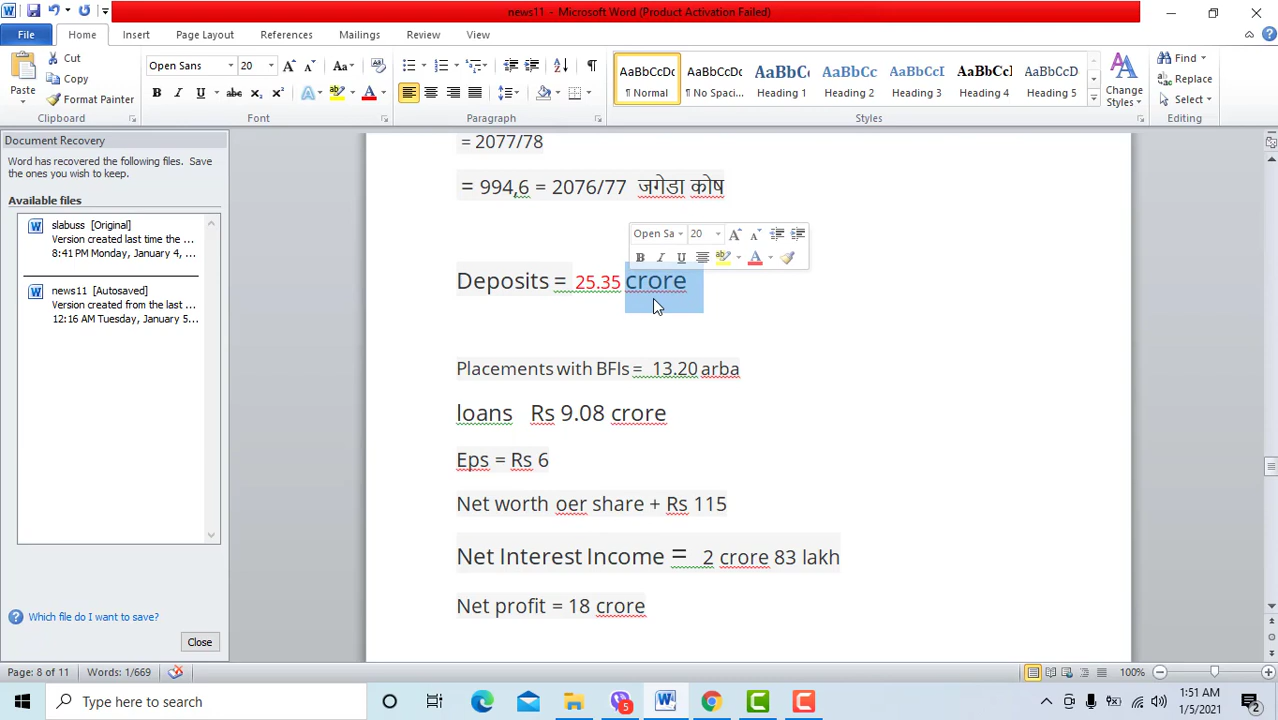 news11 - Microsoft Word (Product Activation Failed)
File Home Insert Page Layout References Mailings Review View
Paste
Cut
Copy
Format Painter
Clipboard
Open Sans 20
Font
Paragraph
AaBbCcDc AaBbCcDc AaBbCc AaBbCc AaBbCcI AaBbCcI AaBbCcDc
¶ Normal ¶ No Spaci... Heading 1 Heading 2 Heading 3 Heading 4 Heading 5
Change Styles
Styles
Find
Replace
Select
Editing
Document Recovery
Word has recovered the following files. Save
the ones you wish to keep.
Available files
slabuss [Original]
Version created last time the ...
8:41 PM Monday, January 4, ...
news11 [Autosaved]
Version created from the last ...
12:16 AM Tuesday, January 5...
Which file do I want to save?
Close
= 2077/78
= 994,6 = 2076/77 जगेडा कोष
Open Sa 20
Deposits = 25.35 crore
Placements with BFIs = 13.20 arba
loans Rs 9.08 crore
Eps = Rs 6
Net worth oer share + Rs 115
Net Interest Income = 2 crore 83 lakh
Net profit = 18 crore
Page: 8 of 11 Words: 1/669 100%
Type here to search
5
1:51 AM
1/5/2021
2